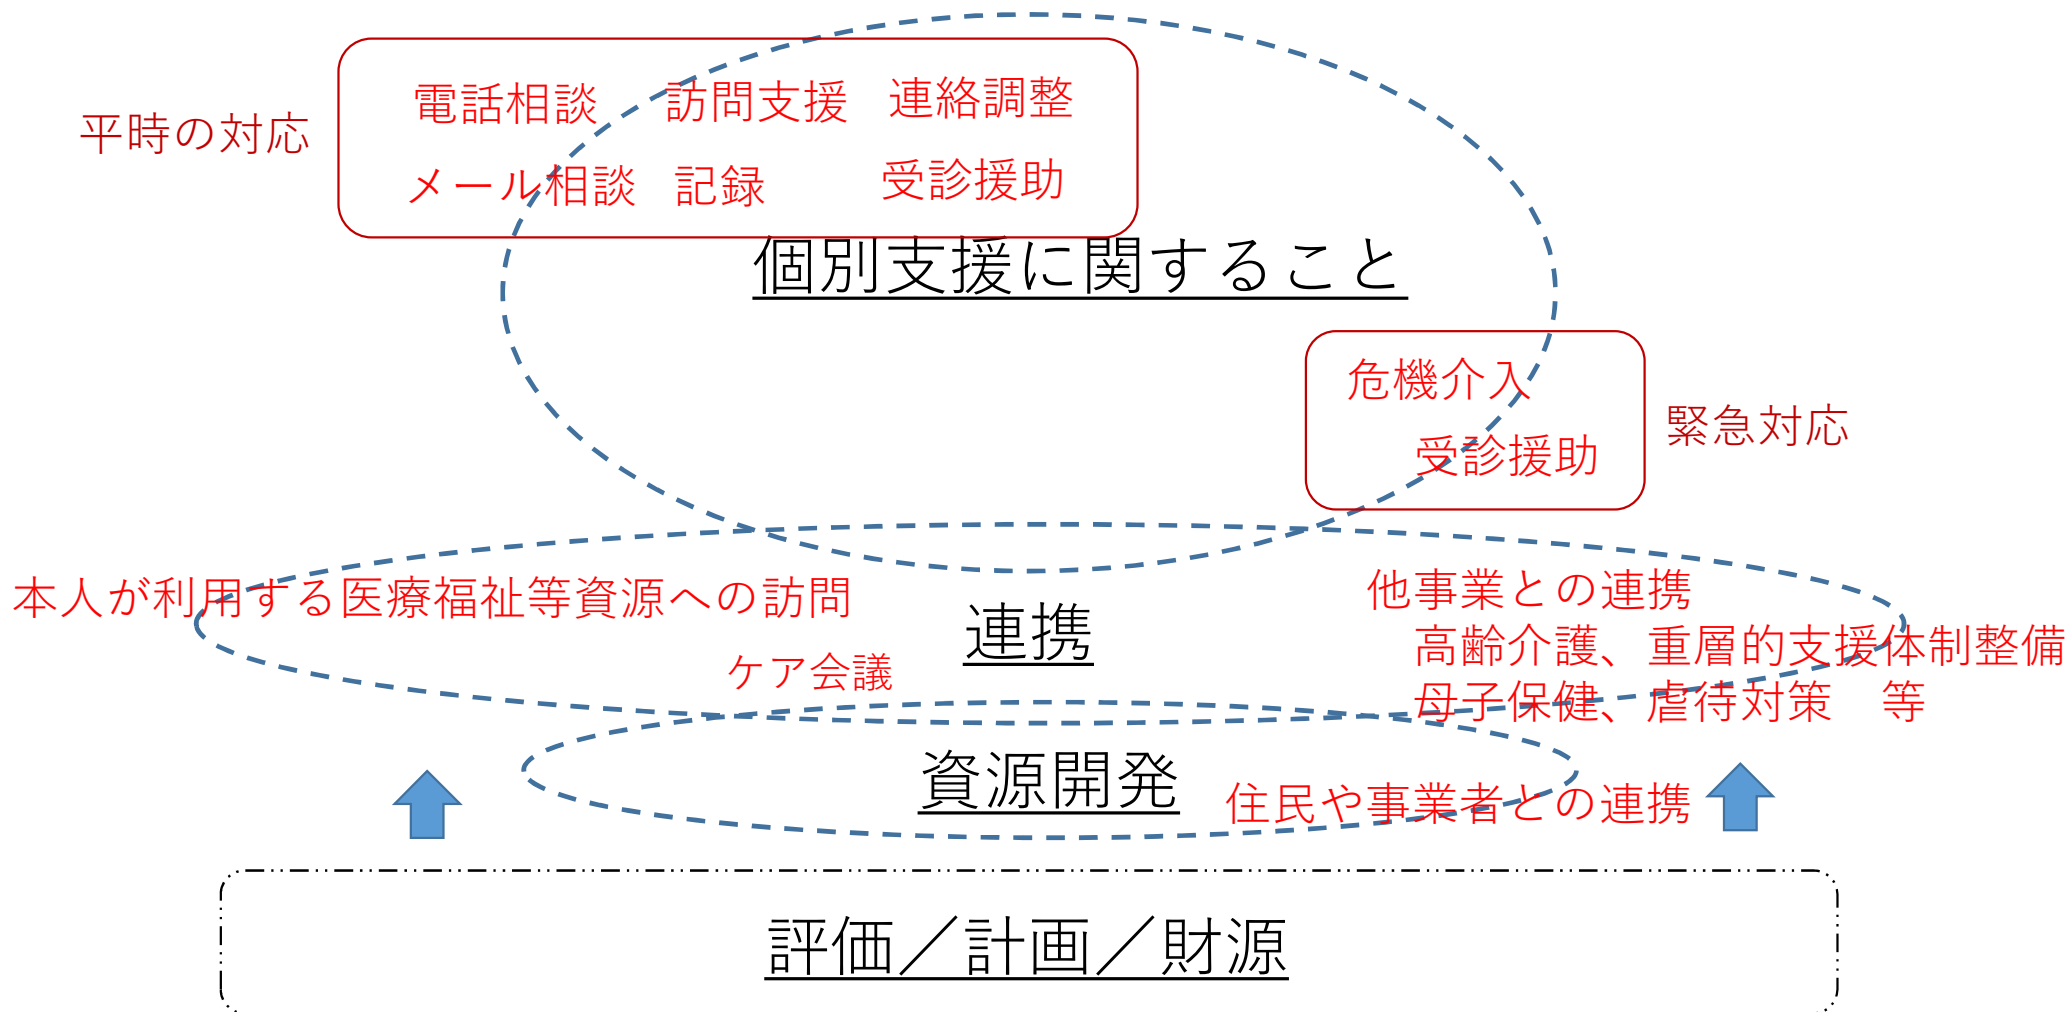 平時の対応
電話相談　訪問支援　連絡調整
メール相談　記録　受診援助
個別支援に関すること
危機介入
受診援助
緊急対応
本人が利用する医療福祉等資源への訪問
連携
ケア会議
他事業との連携
高齢介護、重層的支援体制整備
母子保健、虐待対策　等
資源開発
住民や事業者との連携
評価／計画／財源